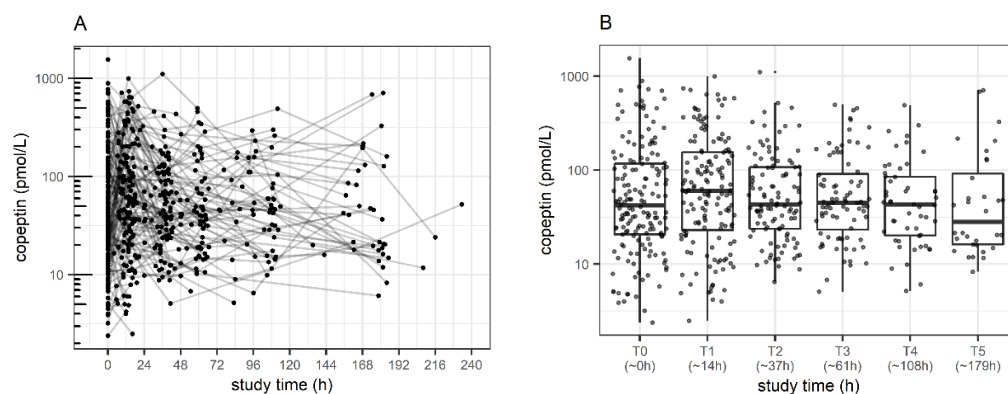 A
copeptin (pmol/L)
1000
100
10
0 24 48 72 96 120 144 168 192 216 240
study time (h)
B
copeptin (pmol/L)
1000
100
10
T0 T1 T2 T3 T4 T5
(~0h) (~14h) (~37h) (~61h) (~108h) (~179h)
study time (h)